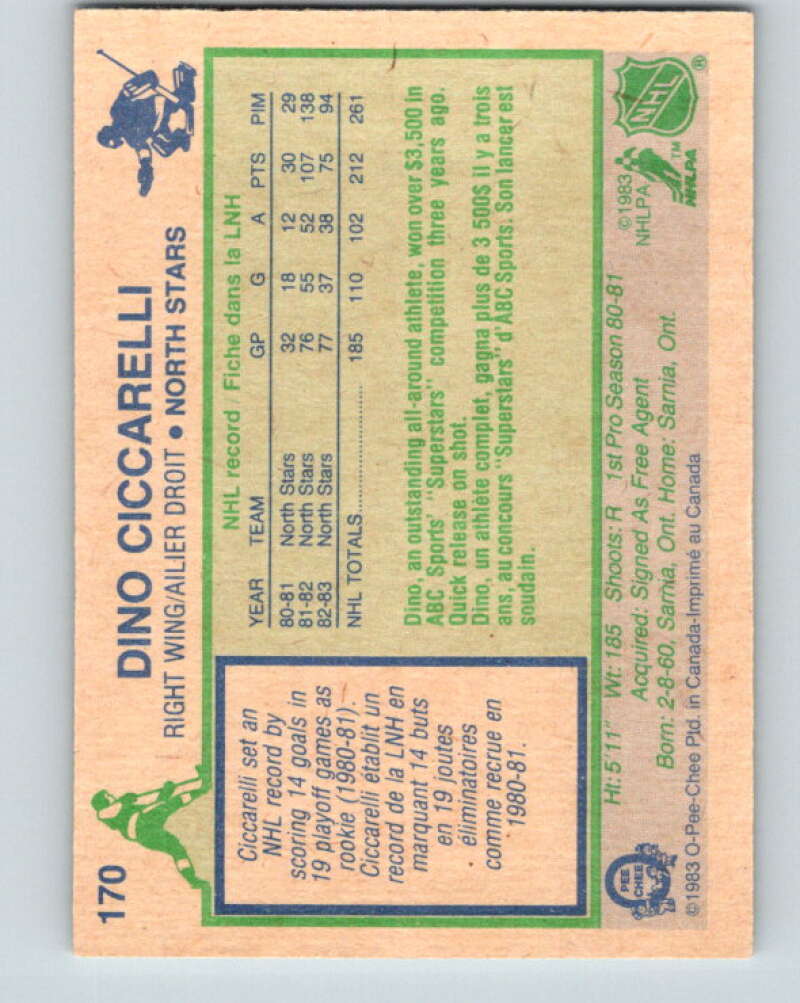 170
DINO CICCARELLI
RIGHT WING/AILIER DROIT • NORTH STARS
Ciccarelli set an
NHL record by
scoring 14 goals in
19 playoff games as
rookie (1980-81).
Ciccarelli établit un
record de la LNH en
marquant 14 buts
en 19 joutes
éliminatoires
comme recrue en
1980-81.
NHL record / Fiche dans la LNH
YEAR TEAM GP G A PTS PIM
80-81 North Stars 32 18 12 30 29
81-82 North Stars 76 55 52 107 138
82-83 North Stars 77 37 38 75 94
NHL TOTALS.................... 185 110 102 212 261
Dino, an outstanding all-around athlete, won over $3,500 in
ABC Sports' "Superstars" competition three years ago.
Quick release on shot.
Dino, un athlète complet, gagna plus de 3 500$ il y a trois
ans, au concours "Superstars" d'ABC Sports. Son lancer est
soudain.
Ht: 5'11" Wt: 185 Shoots: R 1st Pro Season 80-81
Acquired: Signed As Free Agent
Born: 2-8-60, Sarnia, Ont. Home: Sarnia, Ont.
©1983 O-Pee-Chee Ptd. in Canada-Imprimé au Canada
O
PEE
CHEE
©1983
NHLPA
NHL
®
TM
NHLPA